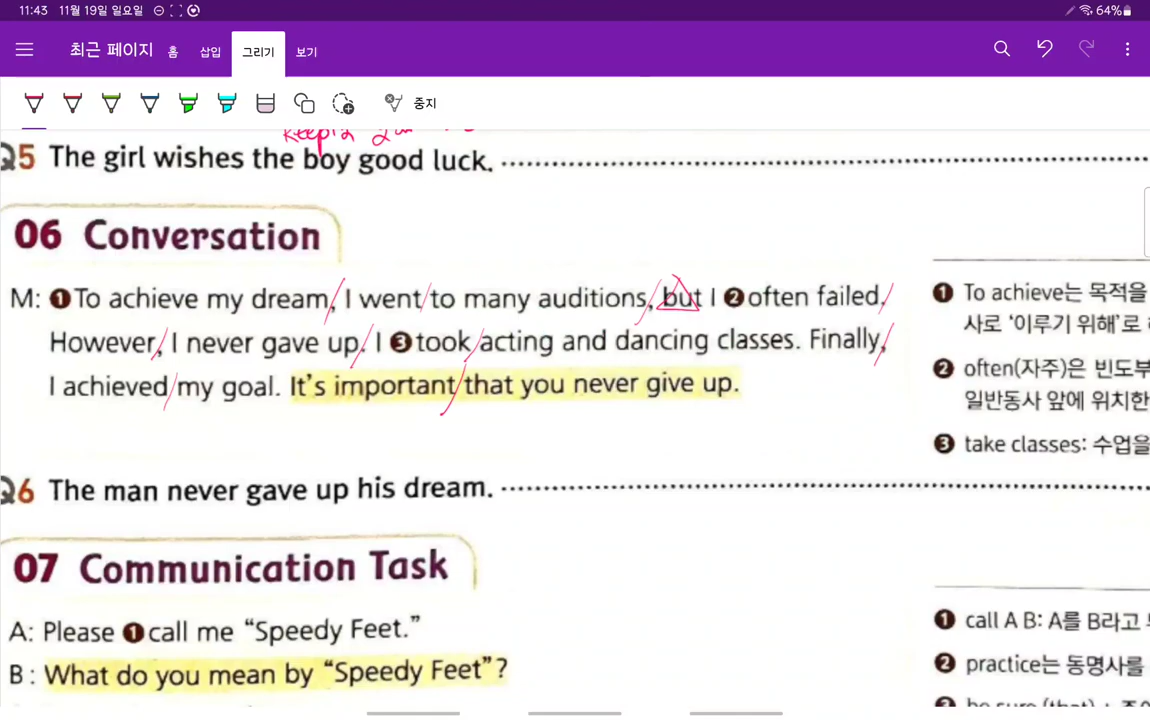 11:43 11월 19일 일요일 64%
최근 페이지 홈 삽입 그리기 보기
중지
Q5 The girl wishes the boy good luck.
06 Conversation
M: ❶To achieve my dream, I went to many auditions, but I ❷often failed.
However, I never gave up. I ❸took acting and dancing classes. Finally,
I achieved my goal. It's important that you never give up.
❶ To achieve는 목적을
사로 ‘이루기 위해’로
❷ often(자주)은 빈도부
일반동사 앞에 위치한
❸ take classes: 수업을
Q6 The man never gave up his dream.
07 Communication Task
A: Please ❶call me “Speedy Feet.”
B : What do you mean by “Speedy Feet”?
❶ call A B: A를 B라고
❷ practice는 동명사를